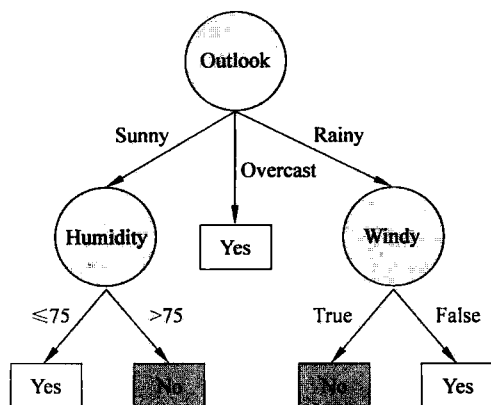 Outlook
Sunny
Rainy
Overcast
Humidity
Yes
Windy
≤75
>75
True
False
Yes
No
No
Yes